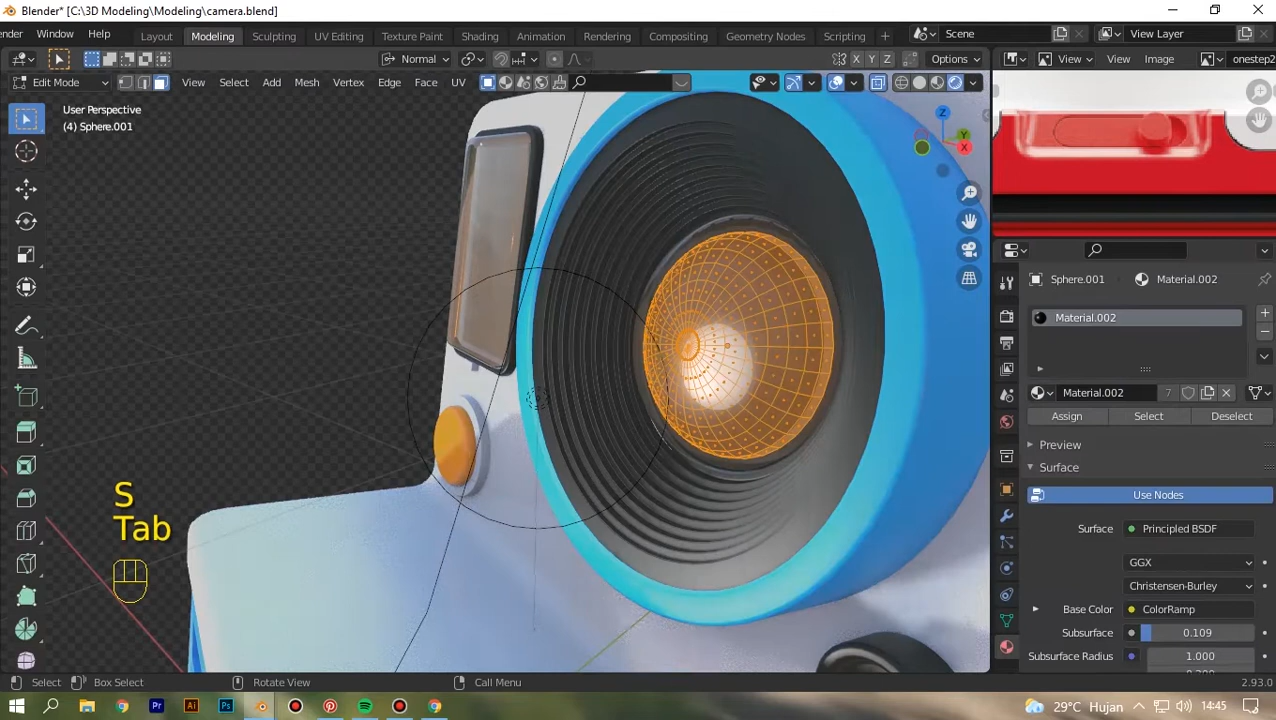 Blender* [C:\3D Modeling\Modeling\camera.blend]
ender Window Help Layout Modeling Sculpting UV Editing Texture Paint Shading Animation Rendering Compositing Geometry Nodes Scripting + Scene View Layer
Normal X Y Z Options View View Image onestep2
Edit Mode View Select Add Mesh Vertex Edge Face UV
User Perspective
(4) Sphere.001
Z
Y
X
Sphere.001 Material.002
Material.002
Material.002 7
Assign Select Deselect
Preview
Surface
S
Use Nodes
Tab
Surface Principled BSDF
GGX
Christensen-Burley
Base Color ColorRamp
Subsurface 0.109
Subsurface Radius 1.000
Select Box Select Rotate View Call Menu 2.93.0
Pr Ai Ps 29°C Hujan 14:45